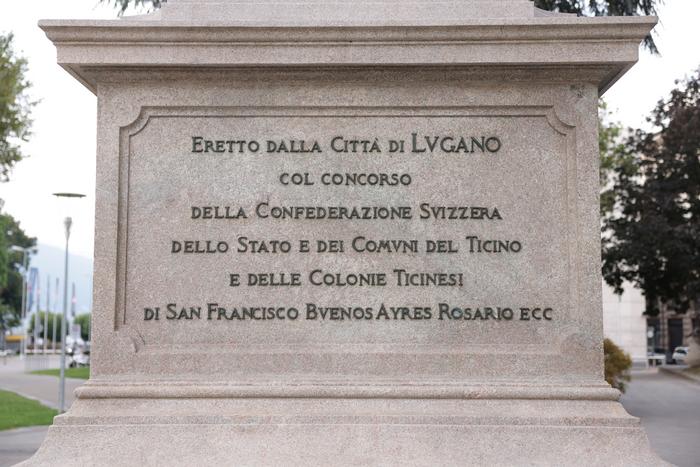 Eretto dalla Città di LVGANO
col concorso
della Confederazione Svizzera
dello Stato e dei Comvni del Ticino
e delle Colonie Ticinesi
di San Francisco Bvenos Ayres Rosario ecc